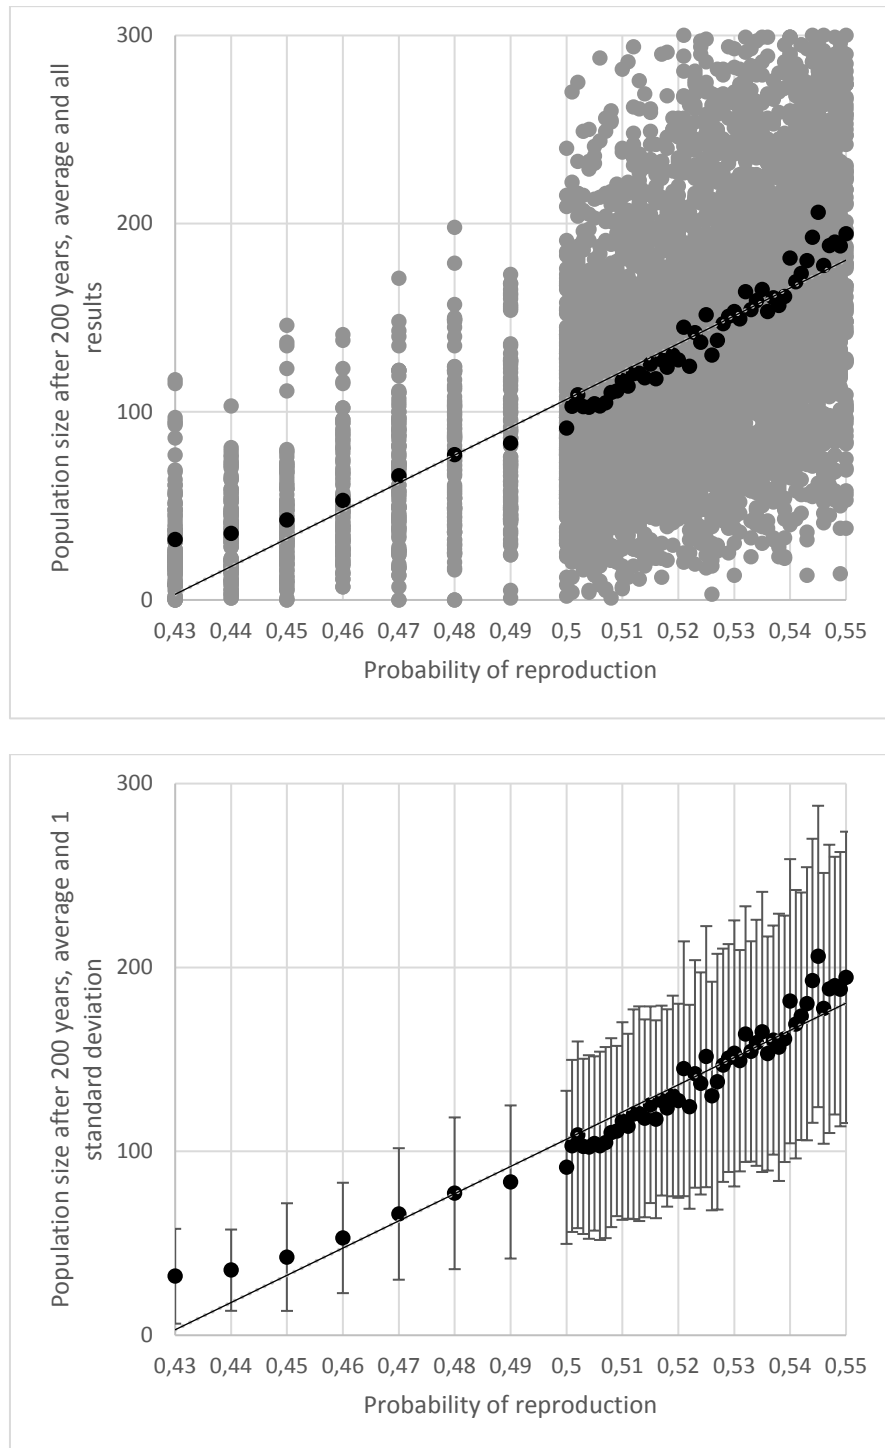 Population size after 200 years, average and all
results
300
200
100
0
0,43 0,44 0,45 0,46 0,47 0,48 0,49 0,5 0,51 0,52 0,53 0,54 0,55
Probability of reproduction
Population size after 200 years, average and 1
standard deviation
300
200
100
0
0,43 0,44 0,45 0,46 0,47 0,48 0,49 0,5 0,51 0,52 0,53 0,54 0,55
Probability of reproduction